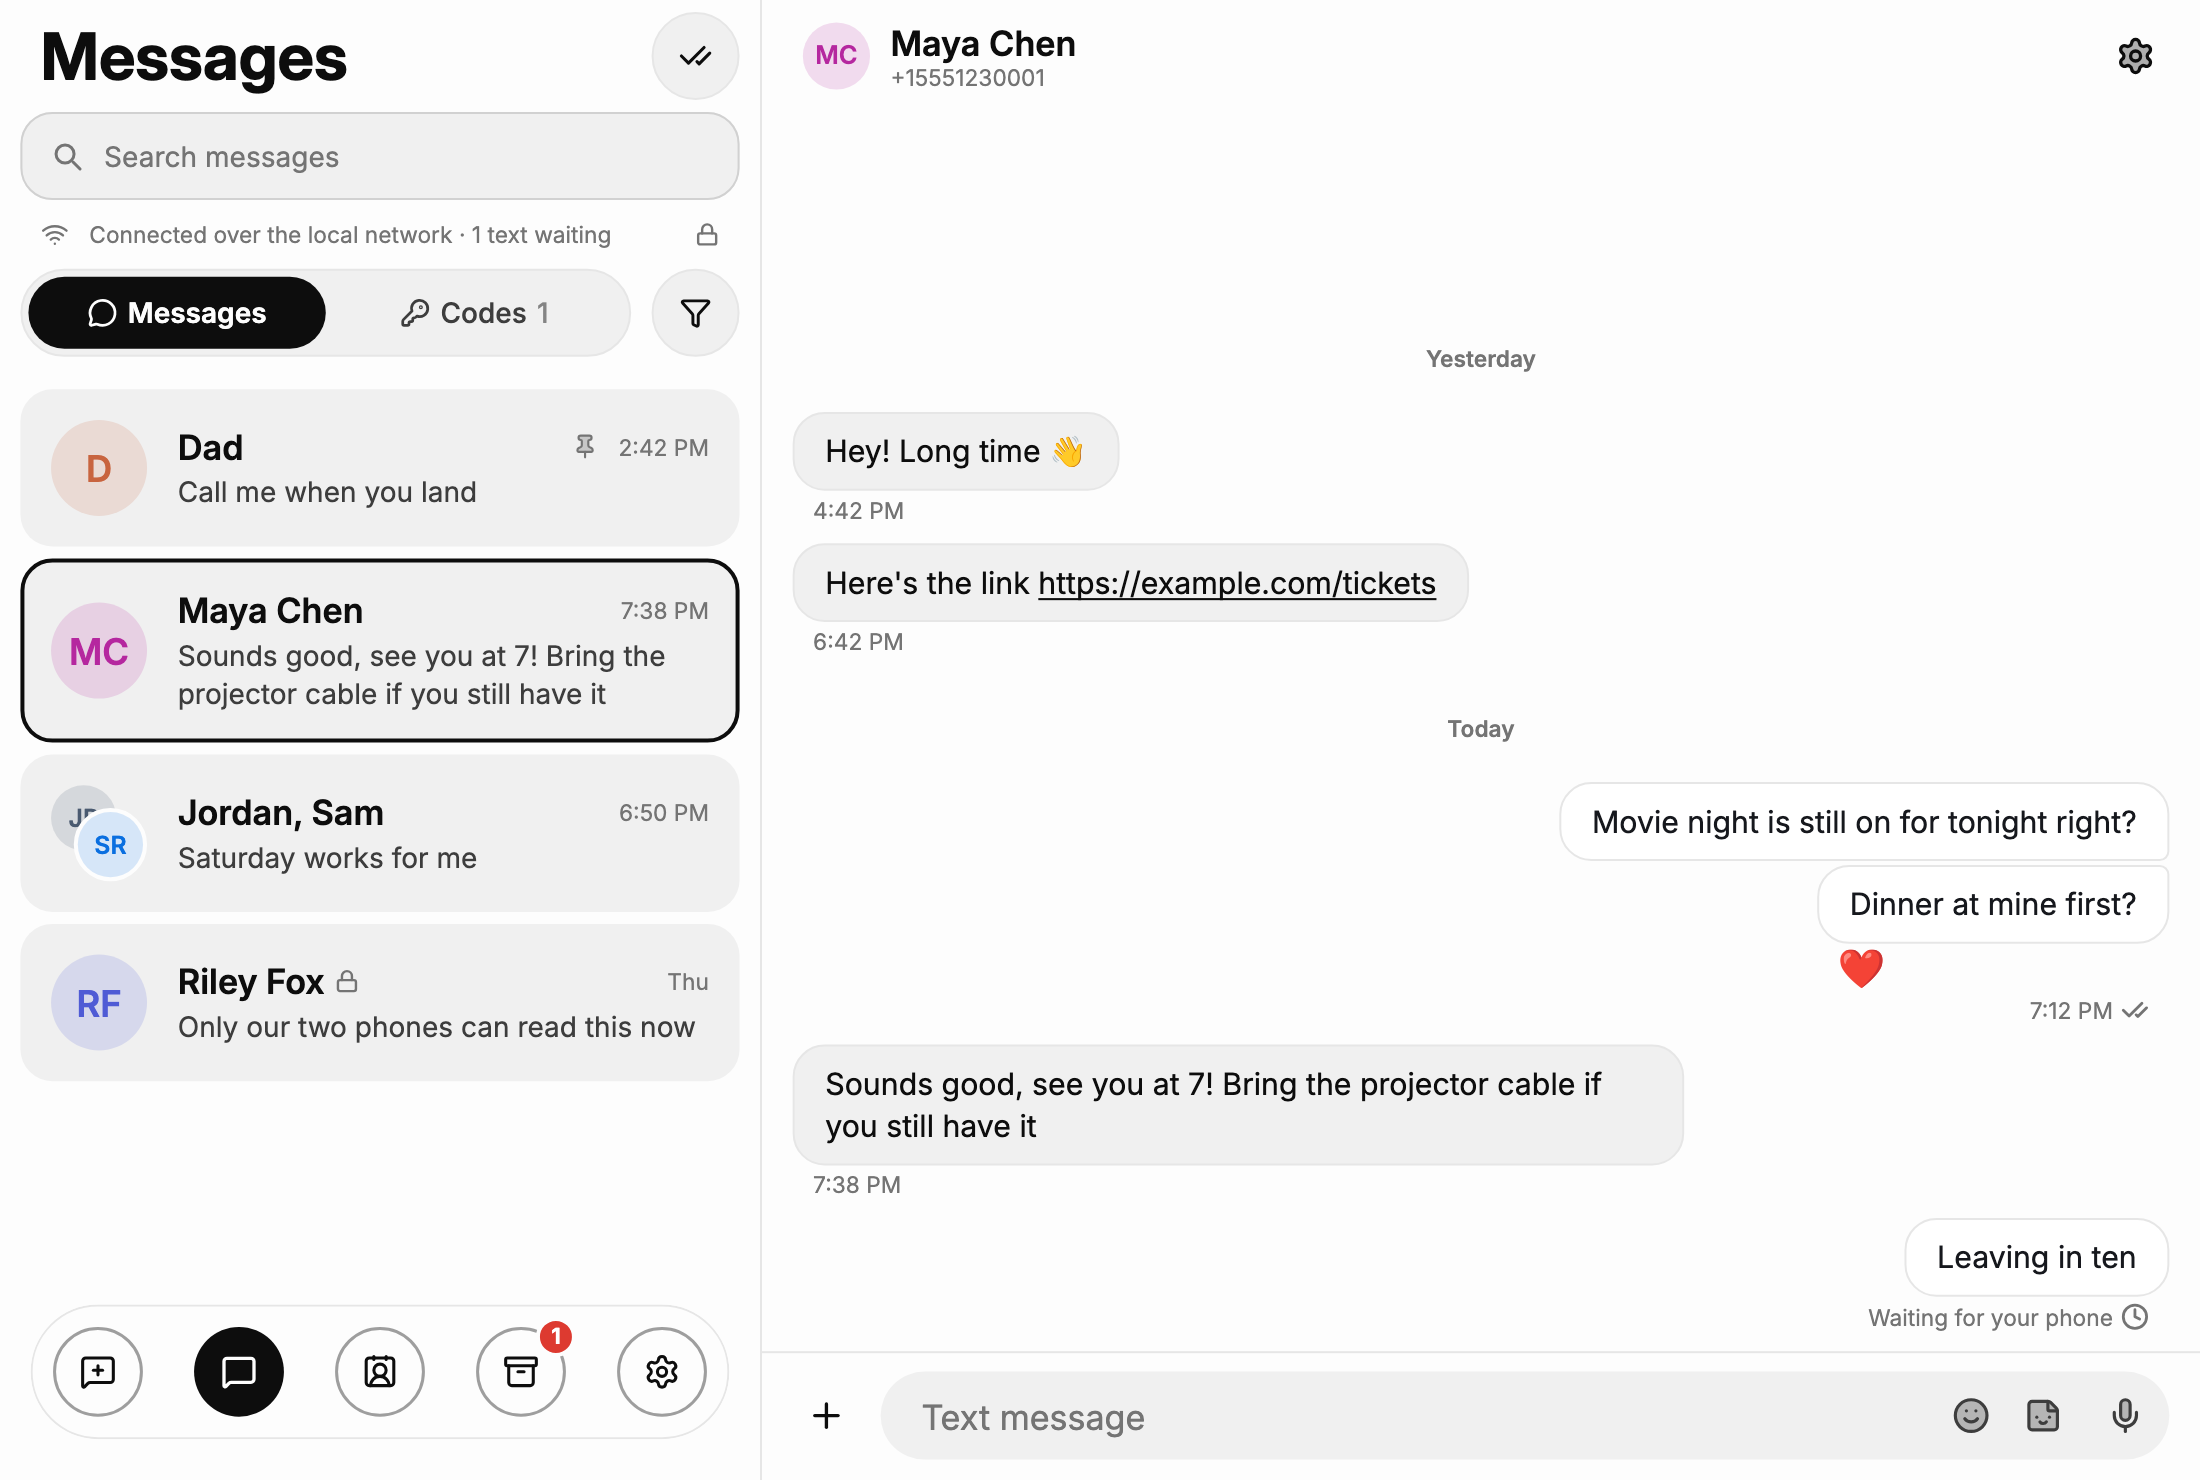 Messages
Search messages
Connected over the local network · 1 text waiting
Messages
Codes 1
D
Dad
2:42 PM
Call me when you land
MC
Maya Chen
7:38 PM
Sounds good, see you at 7! Bring the
projector cable if you still have it
SR
Jordan, Sam
6:50 PM
Saturday works for me
RF
Riley Fox
Thu
Only our two phones can read this now
1
MC
Maya Chen
+15551230001
Yesterday
Hey! Long time 👋
4:42 PM
Here's the link https://example.com/tickets
6:42 PM
Today
Movie night is still on for tonight right?
Dinner at mine first?
❤️
7:12 PM
Sounds good, see you at 7! Bring the projector cable if
you still have it
7:38 PM
Leaving in ten
Waiting for your phone
Text message